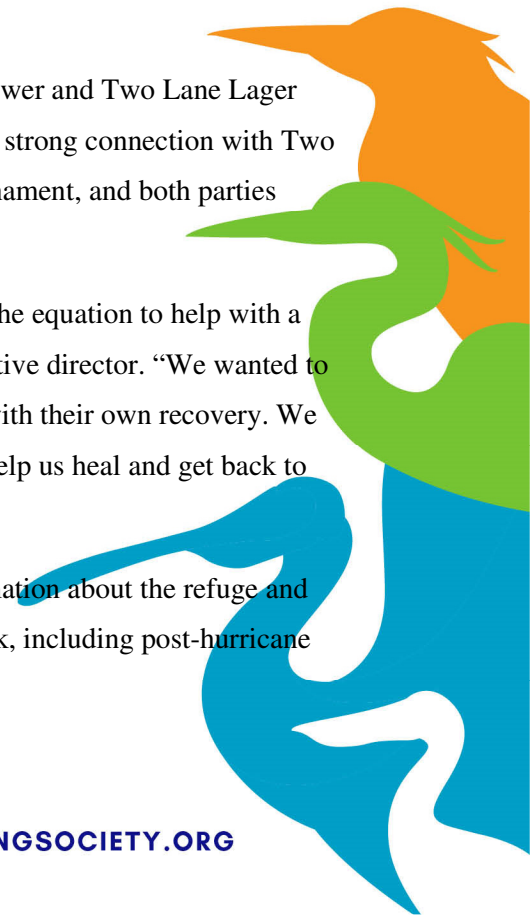 wer and Two Lane Lager
strong connection with Two
nament, and both parties
he equation to help with a
tive director. “We wanted to
with their own recovery. We
elp us heal and get back to
ation about the refuge and
k, including post-hurricane
NGSOCIETY.ORG